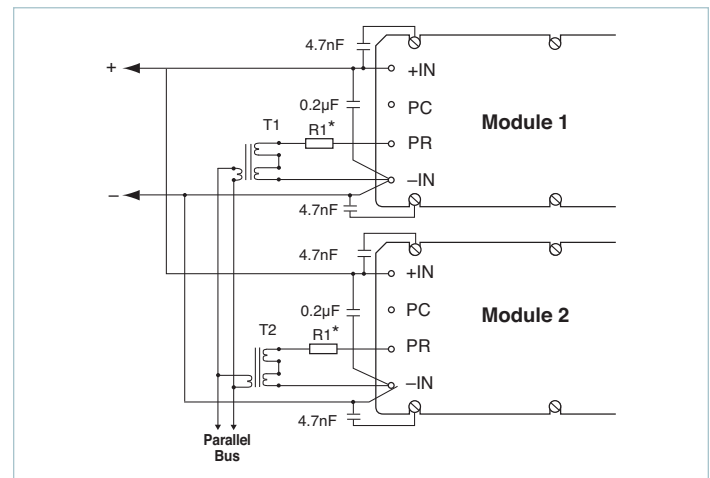 4.7nF
+
+IN
0.2µF
PC
Module 1
T1
R1*
PR
–
–IN
4.7nF
4.7nF
+IN
0.2µF
PC
Module 2
T2
R1*
PR
–IN
4.7nF
Parallel
Bus